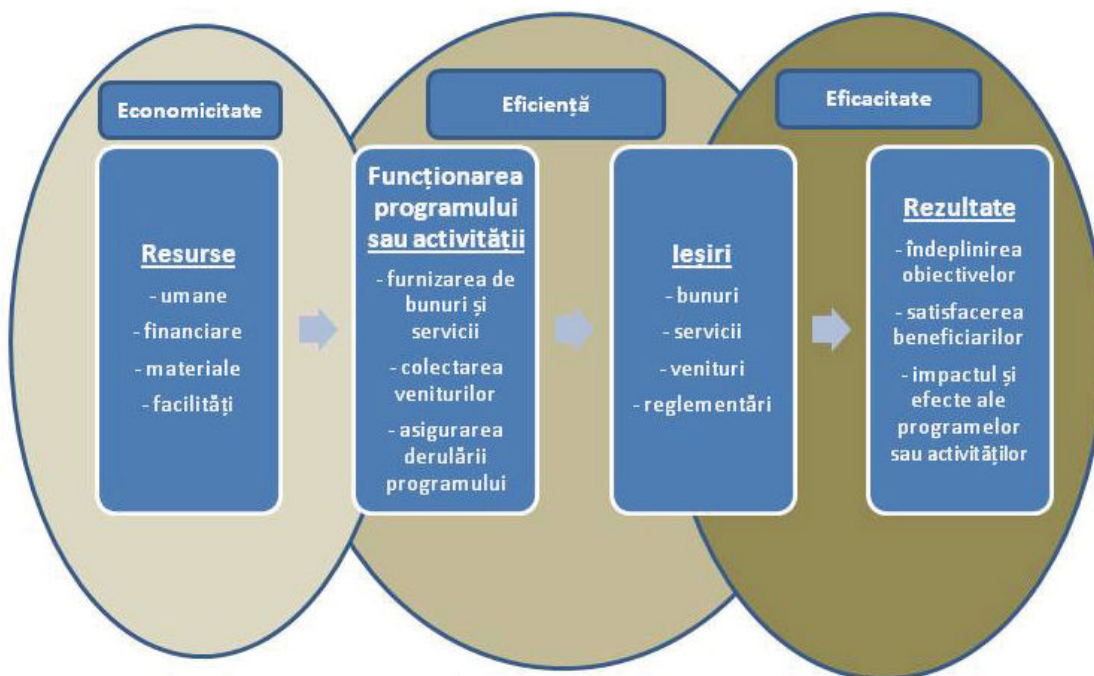 Economicitate
Eficiență
Eficacitate
Resurse
- umane
- financiare
- materiale
- facilități
Funcționarea
programului
sau activității
- furnizarea de
bunuri și
servicii
- colectarea
veniturilor
- asigurarea
derulării
programului
Ieșiri
- bunuri
- servicii
- venituri
- reglementări
Rezultate
- îndeplinirea
obiectivelor
- satisfacerea
beneficiarilor
- impactul și
efecte ale
programelor
sau activităților